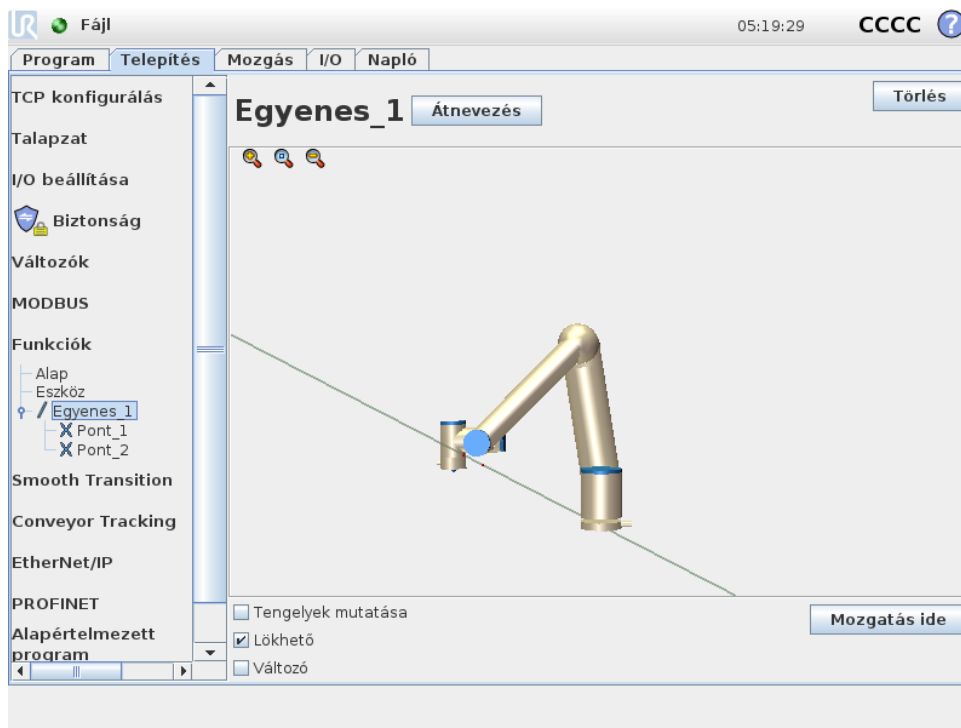 UR Fájl 05:19:29 CCCC ?
Program Telepítés Mozgás I/O Napló
TCP konfigurálás
Talapzat
I/O beállítása
Biztonság
Változók
MODBUS
Funkciók
Alap
Eszköz
Egyenes_1
Pont_1
Pont_2
Smooth Transition
Conveyor Tracking
EtherNet/IP
PROFINET
Alapértelmezett
program
Egyenes_1 Átnevezés Törlés
Tengelyek mutatása
Lökhető
Változó
Mozgatás ide